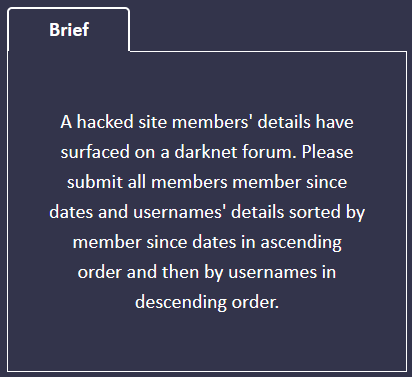 Brief
A hacked site members' details have
surfaced on a darknet forum. Please
submit all members member since
dates and usernames' details sorted by
member since dates in ascending
order and then by usernames in
descending order.